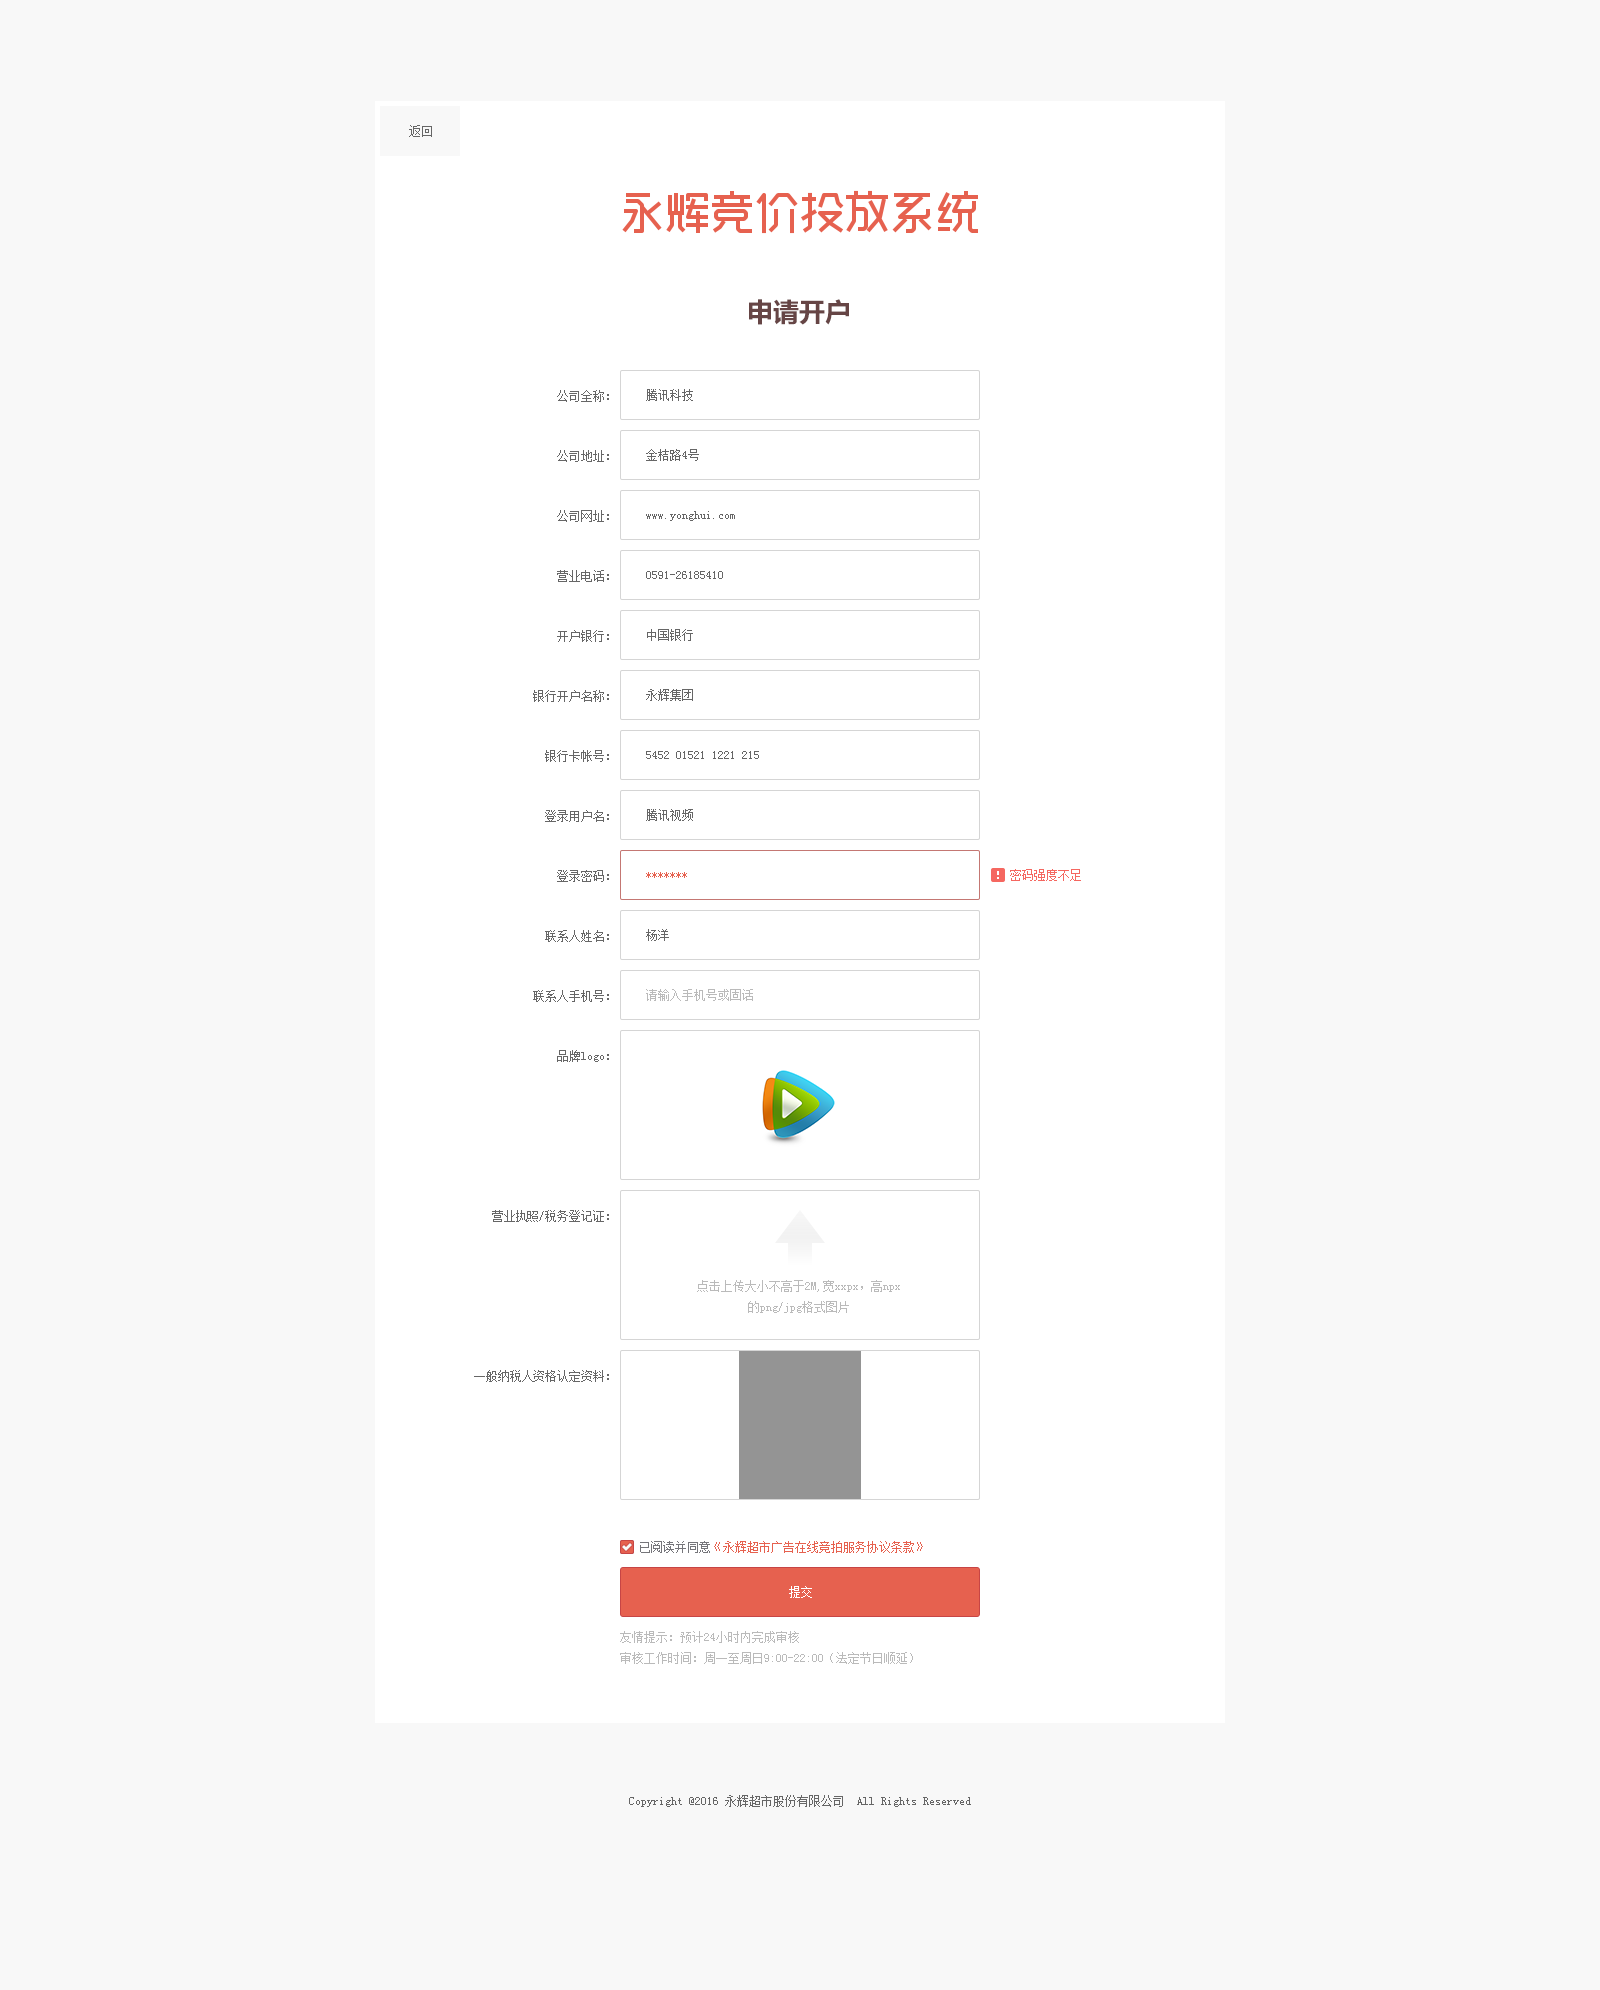 返回
永辉竞价投放系统
申请开户
公司全称： 腾讯科技
公司地址： 金桔路4号
公司网址： www.yonghui.com
营业电话： 0591-26185410
开户银行： 中国银行
银行开户名称： 永辉集团
银行卡帐号： 5452 01521 1221 215
登录用户名： 腾讯视频
登录密码： ******* 密码强度不足
联系人姓名： 杨洋
联系人手机号： 请输入手机号或固话
品牌logo：
营业执照/税务登记证：
点击上传大小不高于2M,宽xxpx，高npx
的png/jpg格式图片
一般纳税人资格认定资料：
已阅读并同意《永辉超市广告在线竞拍服务协议条款》
提交
友情提示：预计24小时内完成审核
审核工作时间：周一至周日9:00-22:00（法定节日顺延）
Copyright @2016 永辉超市股份有限公司  All Rights Reserved